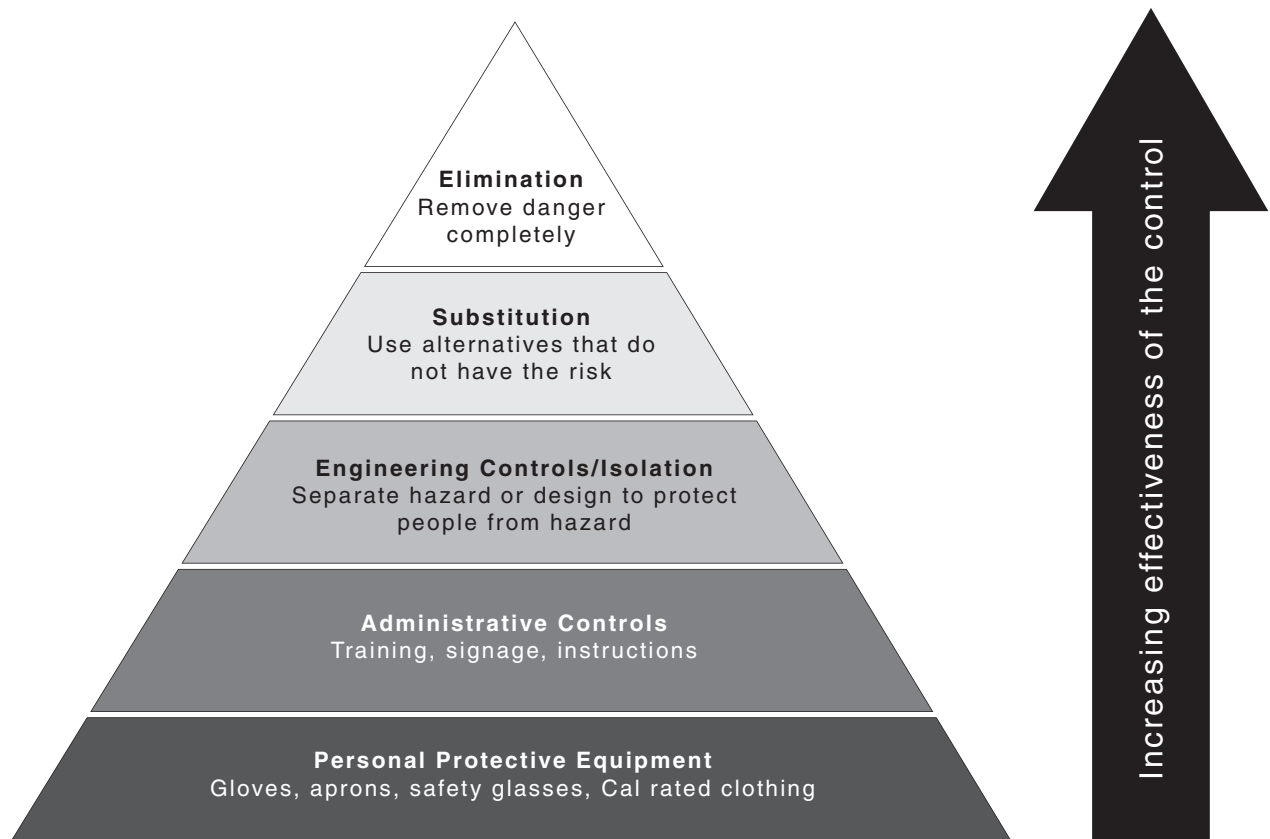 Elimination
Remove danger
completely
Substitution
Use alternatives that do
not have the risk
Engineering Controls/Isolation
Separate hazard or design to protect
people from hazard
Administrative Controls
Training, signage, instructions
Personal Protective Equipment
Gloves, aprons, safety glasses, Cal rated clothing
Increasing effectiveness of the control